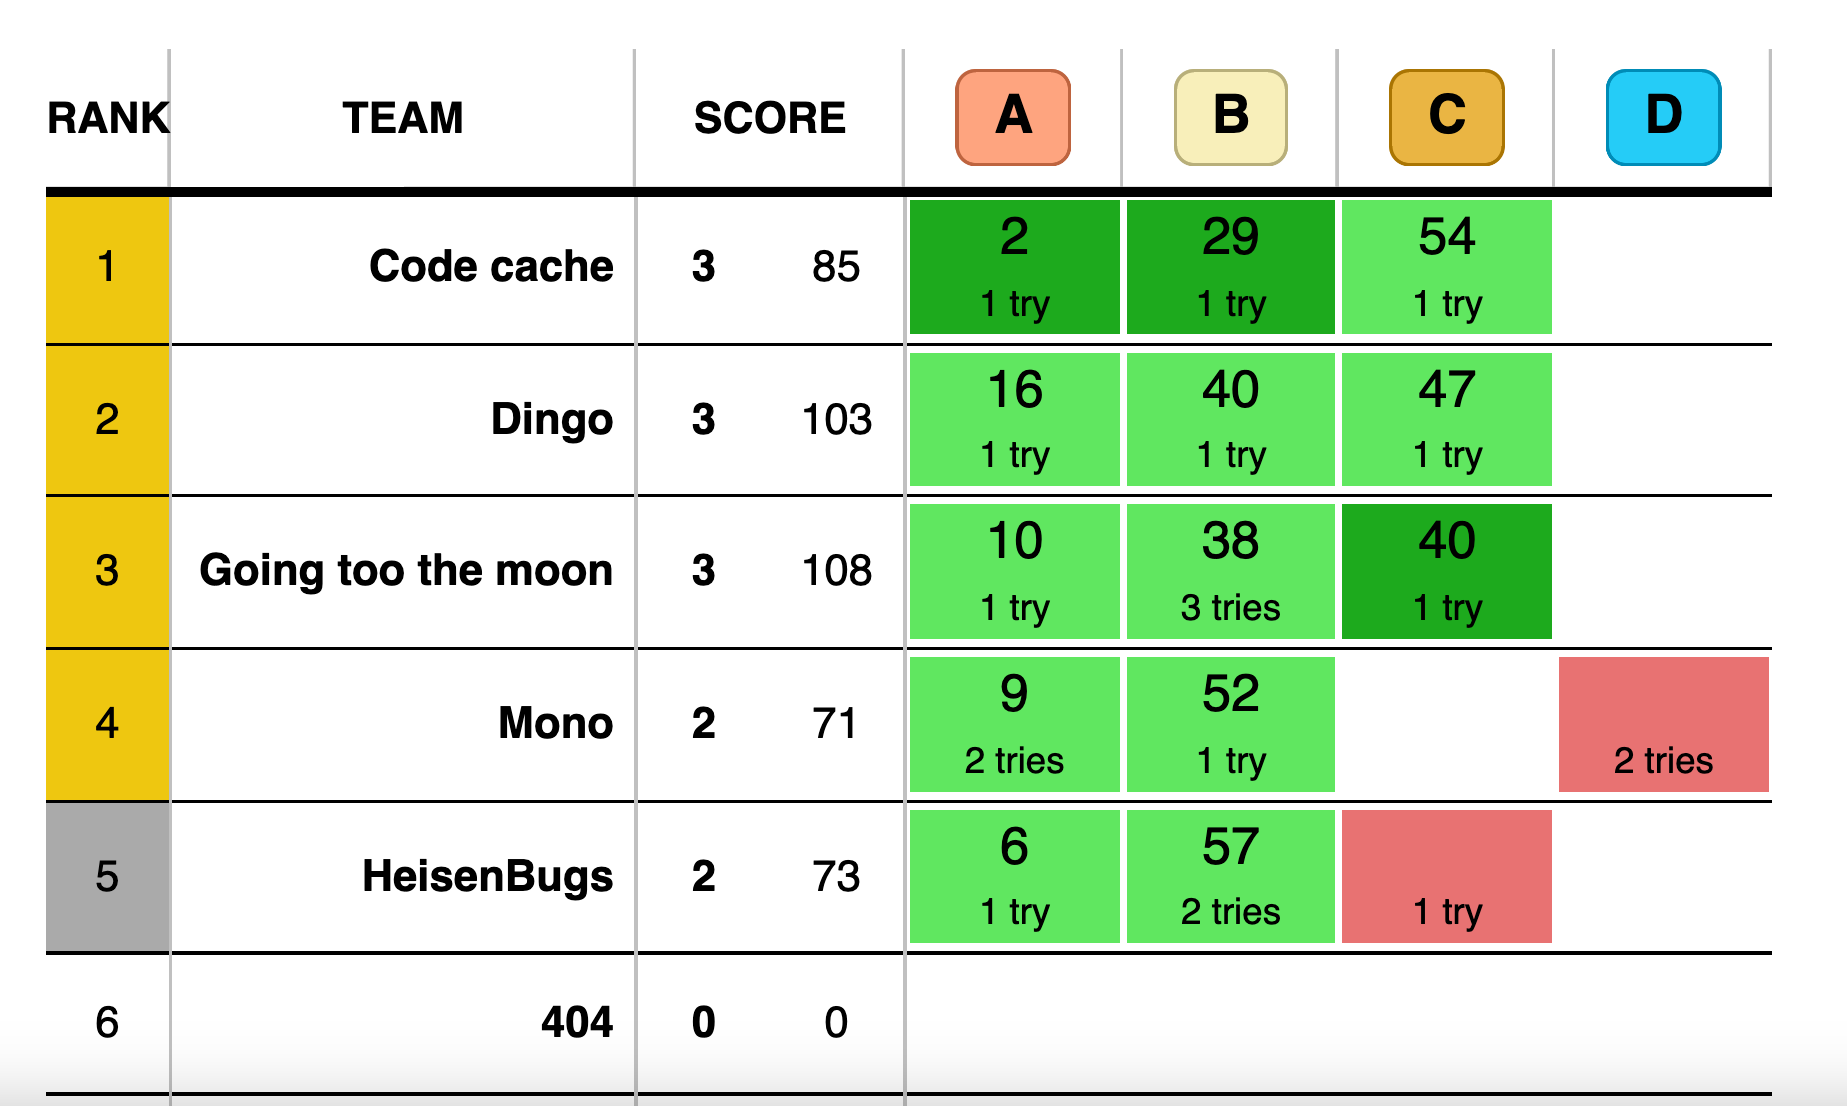 RANK TEAM SCORE A B C D
1 Code cache 3 85 2 29 54
1 try 1 try 1 try
2 Dingo 3 103 16 40 47
1 try 1 try 1 try
3 Going too the moon 3 108 10 38 40
1 try 3 tries 1 try
4 Mono 2 71 9 52
2 tries 1 try 2 tries
5 HeisenBugs 2 73 6 57
1 try 2 tries 1 try
6 404 0 0